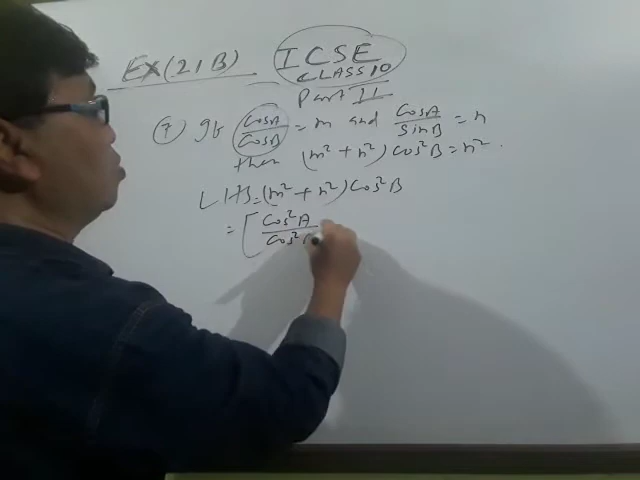 Ex(21B)
ICSE
CLASS 10
Part II
7 If CosA/CosB = m and CosA/SinB = n
then (m² + n²) Cos²B = n².
LHS = (m² + n²) Cos²B
= [ Cos²A/Cos²